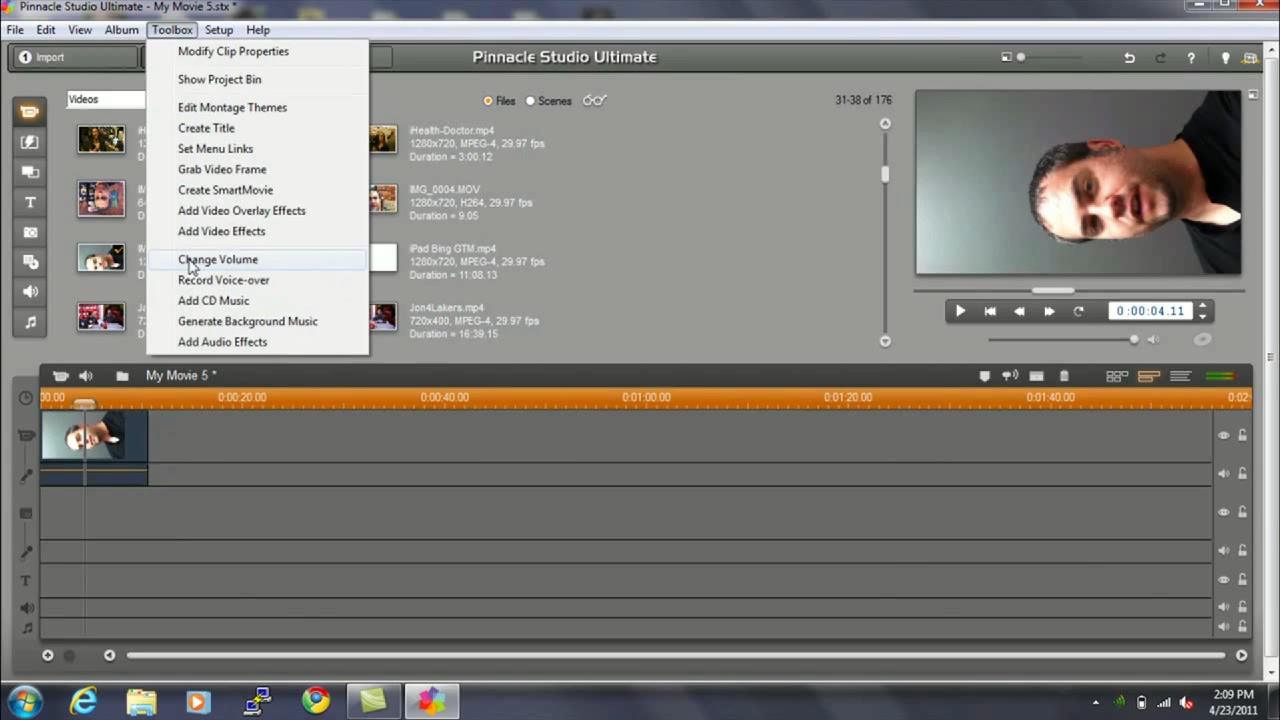 Pinnacle Studio Ultimate - My Movie 5.stx *
File Edit View Album Toolbox Setup Help
1 Import
Pinnacle Studio Ultimate
Modify Clip Properties
Show Project Bin
Edit Montage Themes
Create Title
Set Menu Links
Grab Video Frame
Create SmartMovie
Add Video Overlay Effects
Add Video Effects
Change Volume
Record Voice-over
Add CD Music
Generate Background Music
Add Audio Effects
Videos
Files Scenes
31-38 of 176
iHealth-Doctor.mp4
1280x720, MPEG-4, 29.97 fps
Duration = 3:00.12
IMG_0004.MOV
1280x720, H264, 29.97 fps
Duration = 9.05
iPad Bing GTM.mp4
1280x720, MPEG-4, 29.97 fps
Duration = 11:08.13
Jon4Lakers.mp4
720x400, MPEG-4, 29.97 fps
Duration = 16:39.15
0:00:04.11
My Movie 5 *
00.00 0:00:20.00 0:00:40.00 0:01:00.00 0:01:20.00 0:01:40.00 0:02:
T
T
2:09 PM
4/23/2011